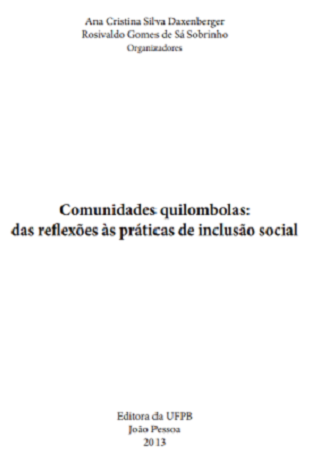 Ana Cristina Silva Daxenberger
Rosivaldo Gomes de Sá Sobrinho
Organizadores
Comunidades quilombolas:
das reflexões às práticas de inclusão social
Editora da UFPB
João Pessoa
2013